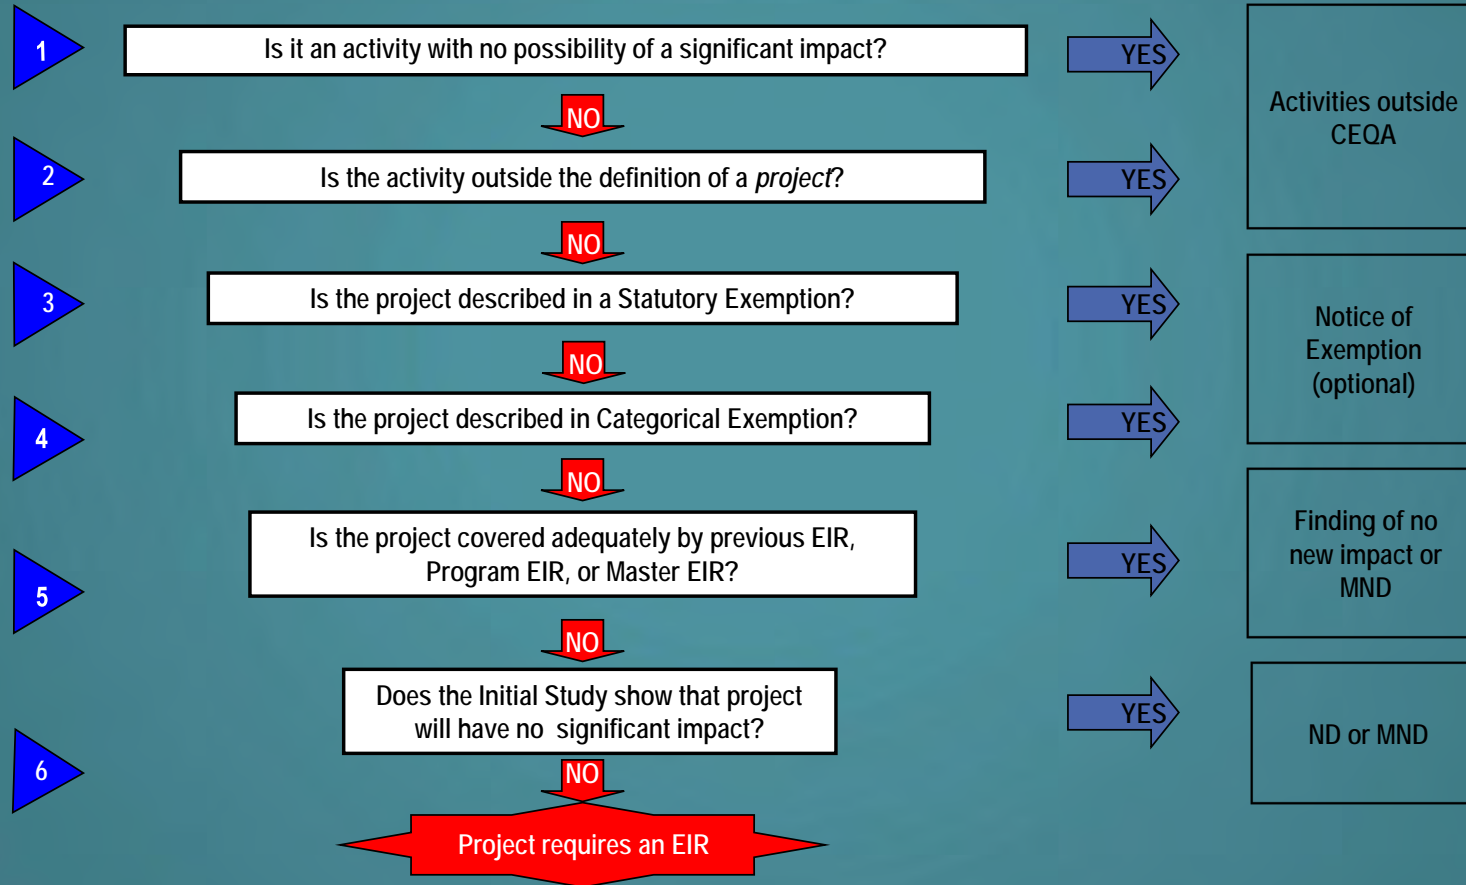 1
Is it an activity with no possibility of a significant impact?
YES
Activities outside
CEQA
NO
2
Is the activity outside the definition of a project?
YES
NO
3
Is the project described in a Statutory Exemption?
YES
Notice of
Exemption
(optional)
NO
4
Is the project described in Categorical Exemption?
YES
NO
5
Is the project covered adequately by previous EIR,
Program EIR, or Master EIR?
YES
Finding of no
new impact or
MND
NO
6
Does the Initial Study show that project
will have no significant impact?
YES
ND or MND
NO
Project requires an EIR